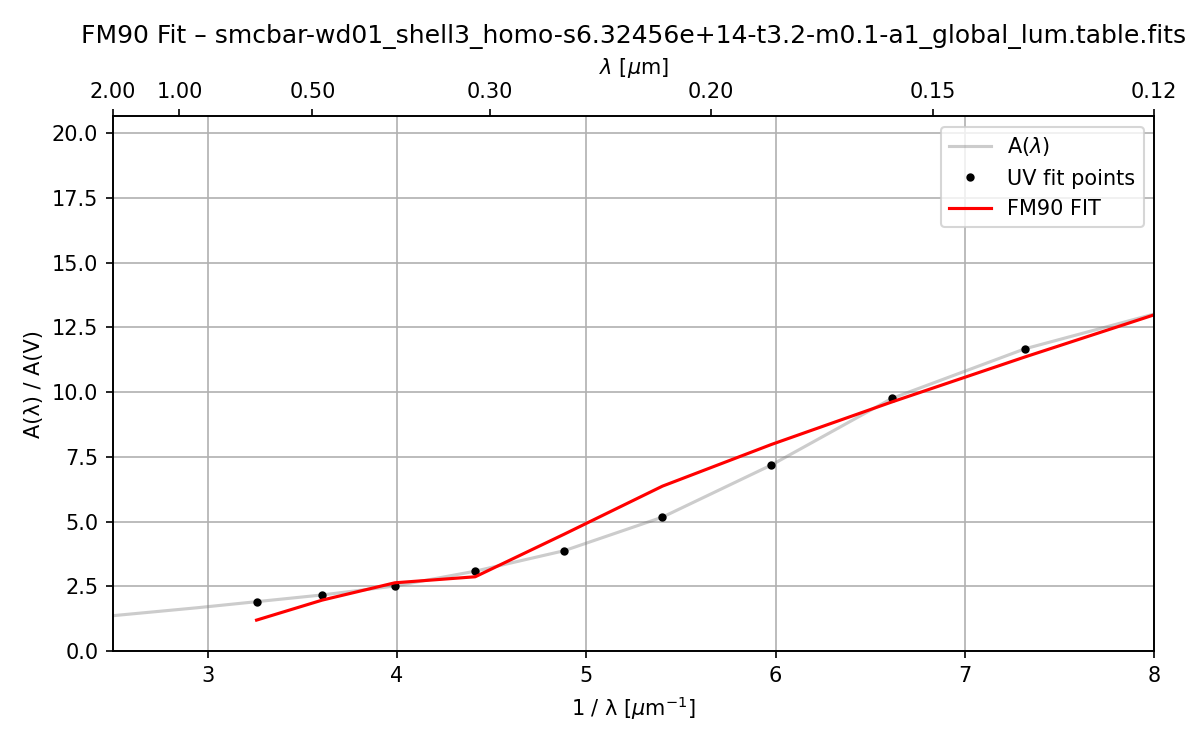 FM90 Fit – smcbar-wd01_shell3_homo-s6.32456e+14-t3.2-m0.1-a1_global_lum.table.fits
λ [μm]
2.00 1.00 0.50 0.30 0.20 0.15 0.12
20.0
17.5
15.0
12.5
10.0
7.5
5.0
2.5
0.0
A(λ) / A(V)
A(λ)
UV fit points
FM90 FIT
3 4 5 6 7 8
1 / λ [μm⁻¹]